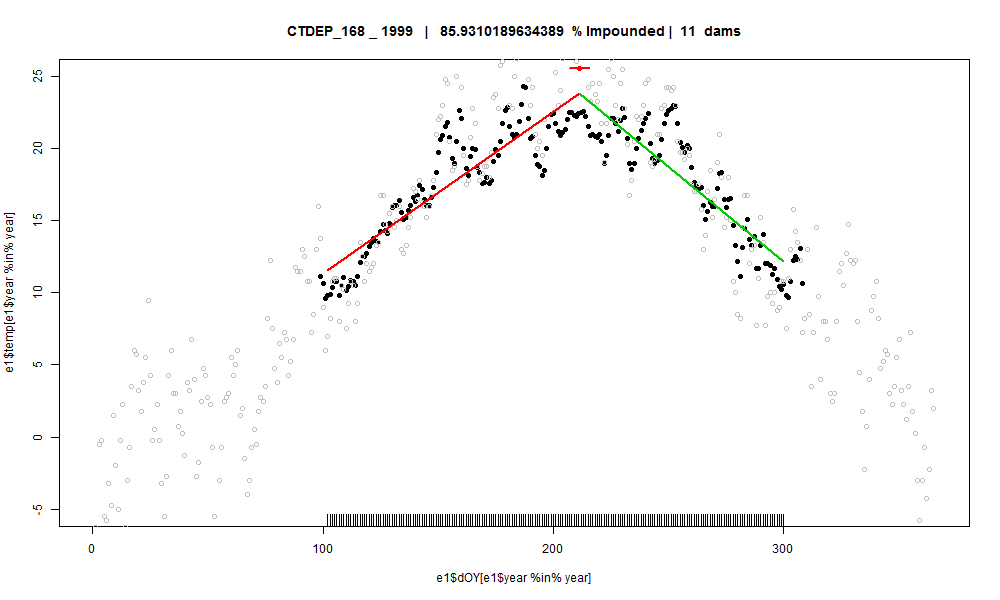 CTDEP_168 _ 1999 | 85.9310189634389 % Impounded | 11 dams
25
20
15
10
5
0
-5
e1$temp[e1$year %in% year]
0 100 200 300
e1$dOY[e1$year %in% year]